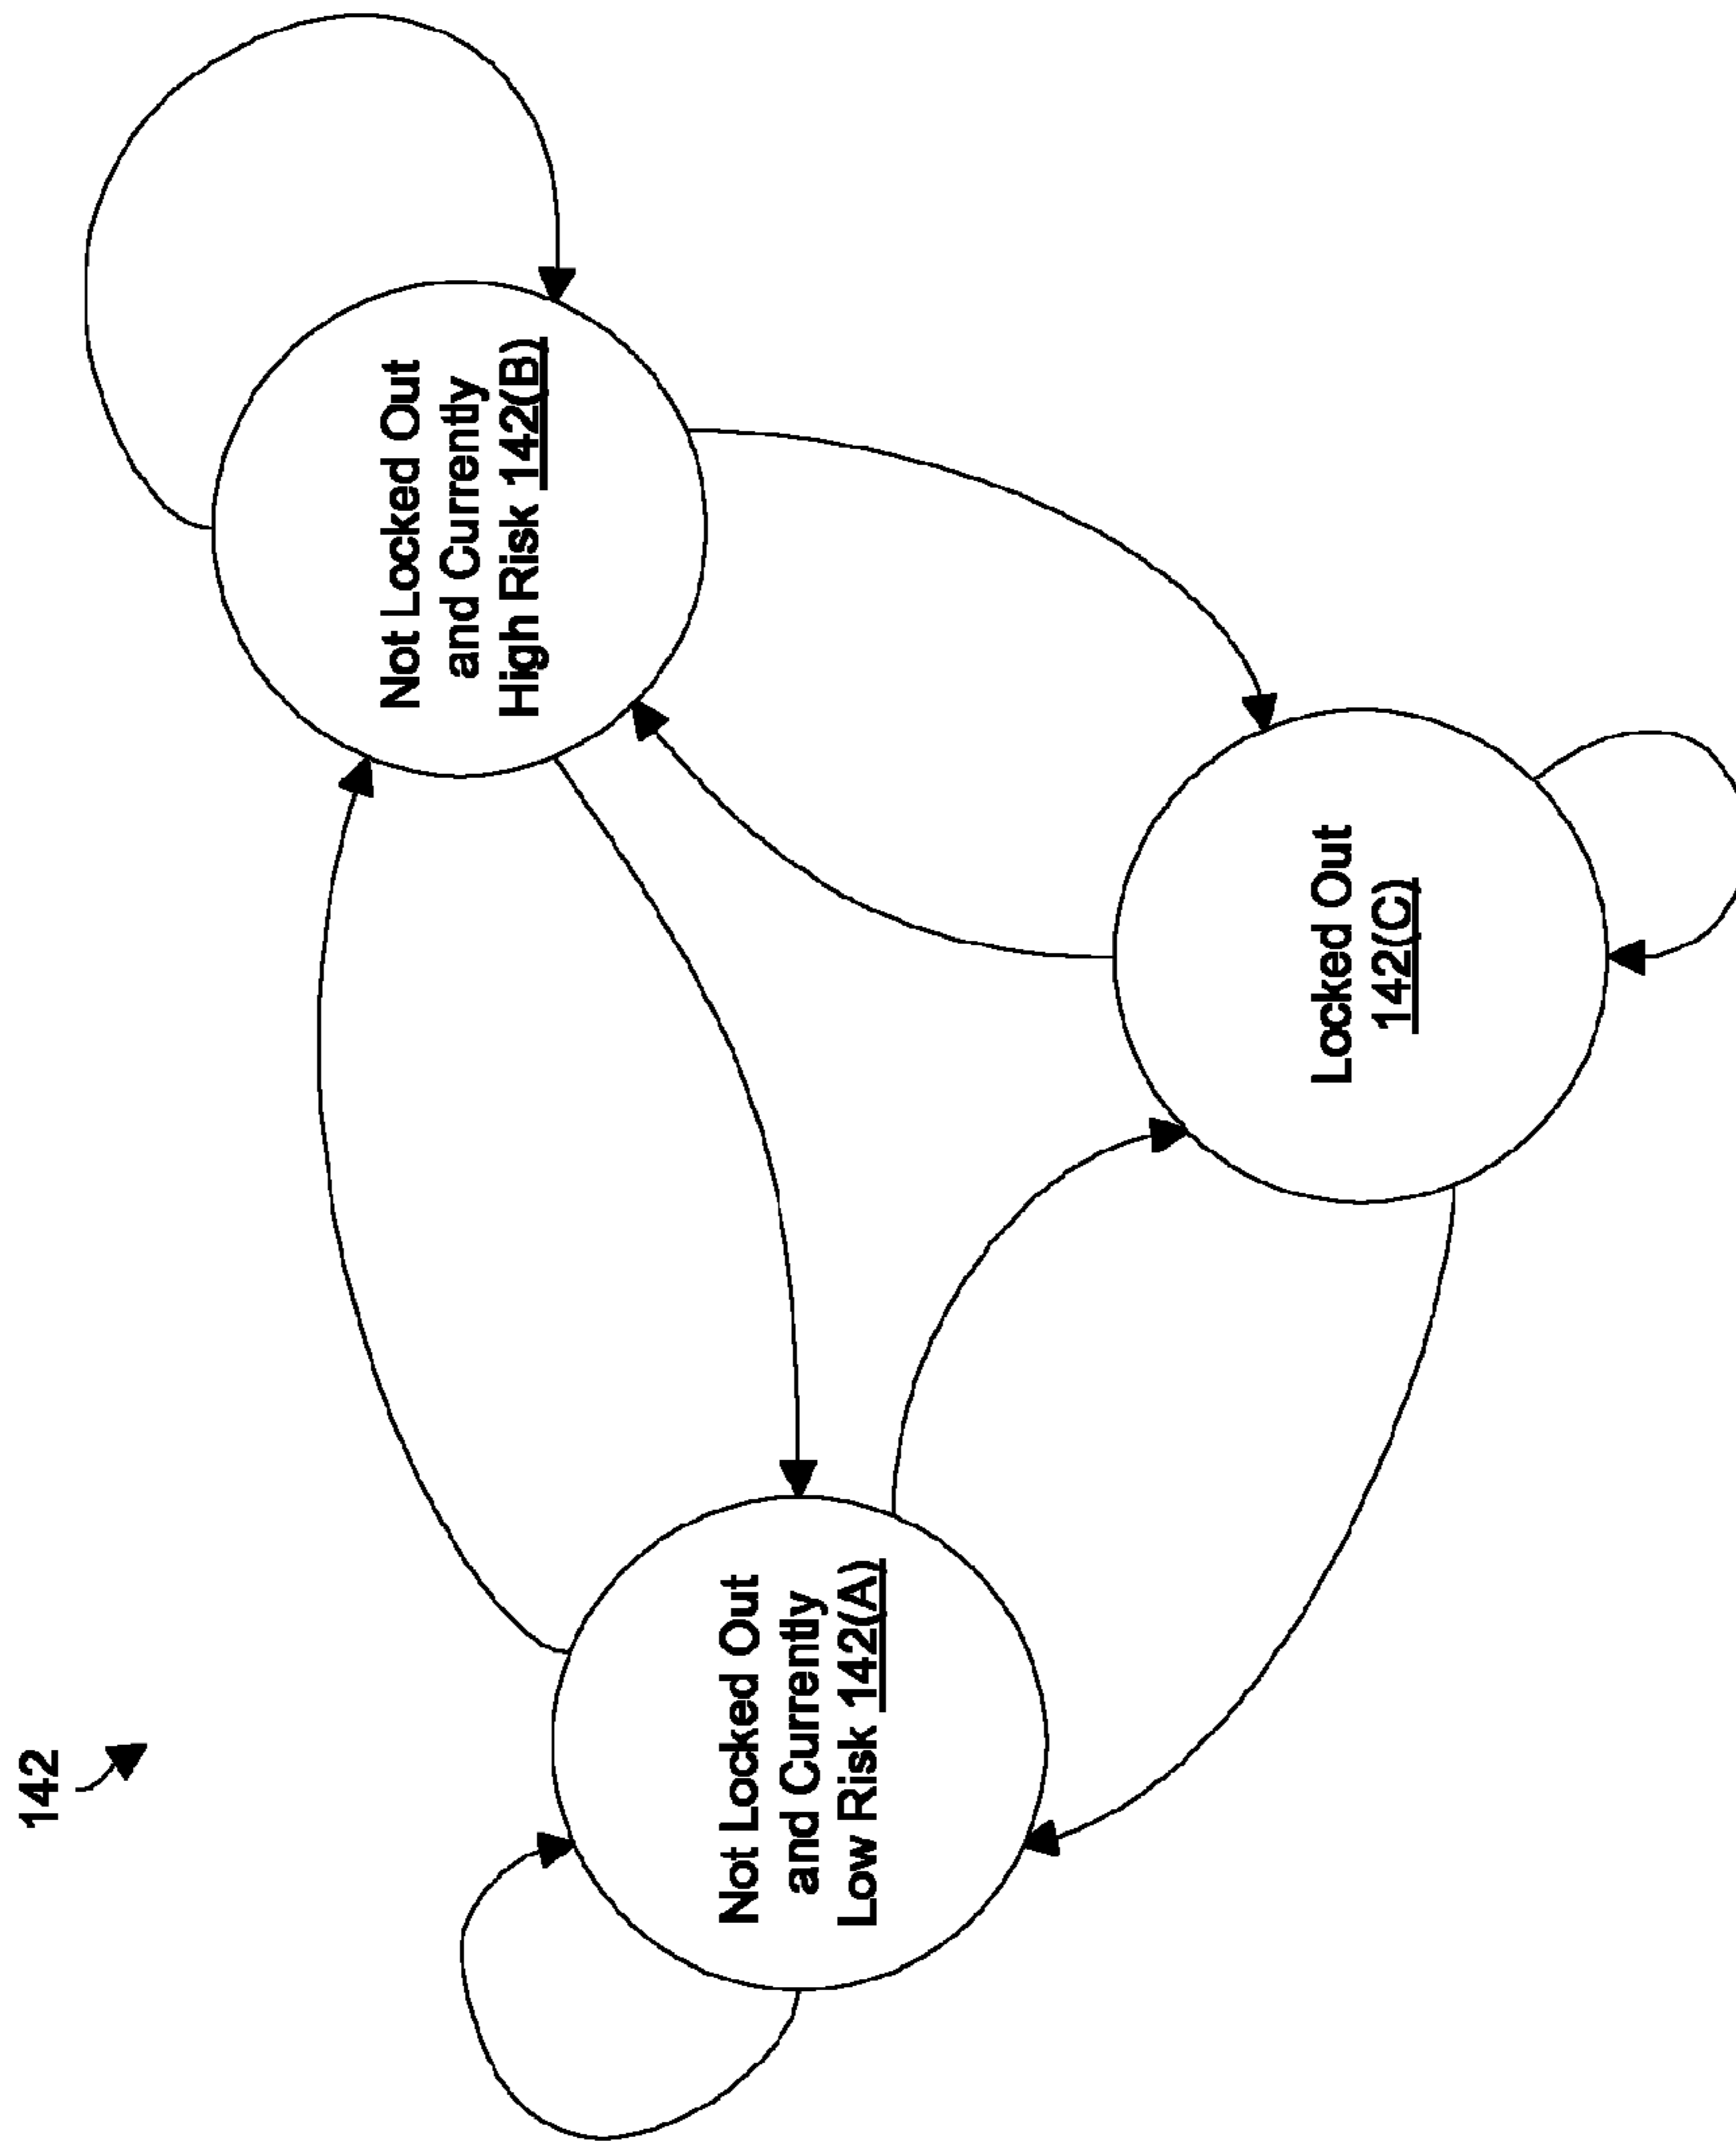 142
Not Locked Out
and Currently
Low Risk 142(A)
Not Locked Out
and Currently
High Risk 142(B)
Locked Out
142(C)